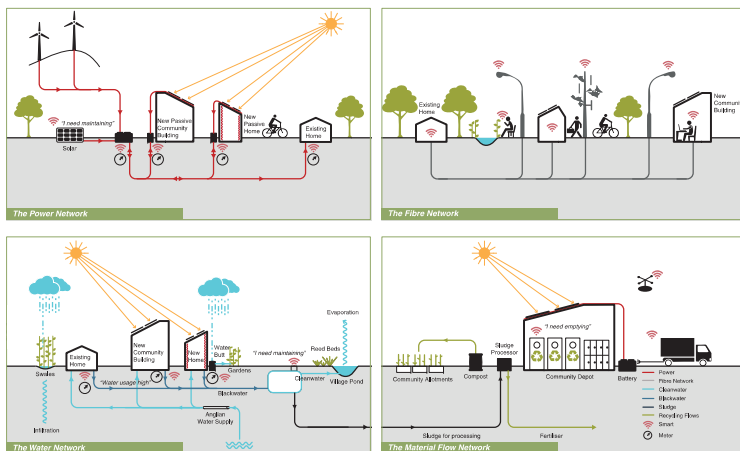 "I need maintaining"
Solar
New Passive
Community
Building
New
Passive
Home
Existing
Home
The Power Network
Existing
Home
New
Community
Building
The Fibre Network
Swales
Infiltration
Existing
Home
"Water usage high"
New
Community
Building
New
Home
Water
Butt
Gardens
Blackwater
Anglian
Water Supply
"I need maintaining"
Clearwater
Reed Beds
Evaporation
Village Pond
The Water Network
Community Allotments
Compost
Sludge
Processor
"I need emptying"
Community Depot
Battery
Sludge for processing
Fertiliser
Power
Fibre Network
Clearwater
Blackwater
Sludge
Recycling Flows
Smart
Meter
The Material Flow Network